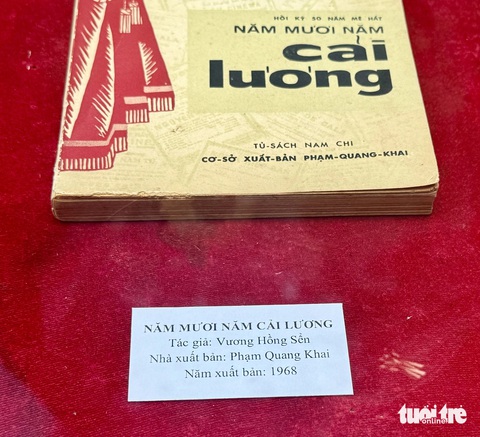 HỒI KÝ 50 NĂM MÊ HÁT
NĂM MƯƠI NĂM
cải
lương
TỦ-SÁCH NAM CHI
CƠ-SỞ XUẤT-BẢN PHẠM-QUANG-KHAI
NĂM MƯƠI NĂM CẢI LƯƠNG
Tác giả: Vương Hồng Sển
Nhà xuất bản: Phạm Quang Khai
Năm xuất bản: 1968
tuổi trẻ
online